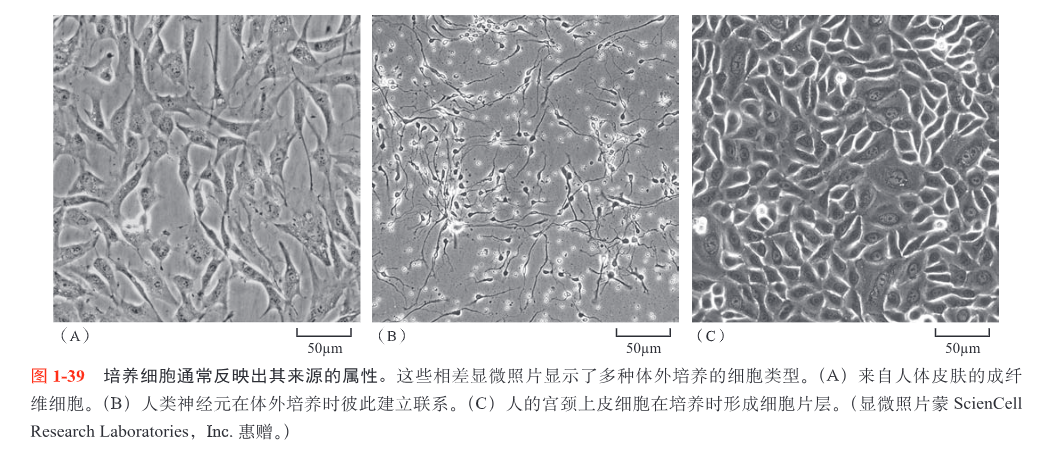 （A）
50μm
（B）
50μm
（C）
50μm
图 1-39 培养细胞通常反映出其来源的属性。这些相差显微照片显示了多种体外培养的细胞类型。（A）来自人体皮肤的成纤
维细胞。（B）人类神经元在体外培养时彼此建立联系。（C）人的宫颈上皮细胞在培养时形成细胞片层。（显微照片蒙 ScienCell
Research Laboratories，Inc. 惠赠。）